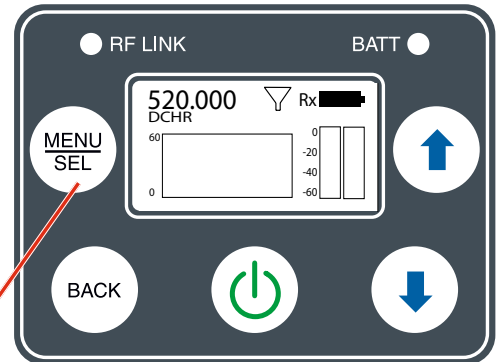 RF LINK
BATT
520.000
Rx
DCHR
60
0
0
-20
-40
-60
MENU
SEL
BACK